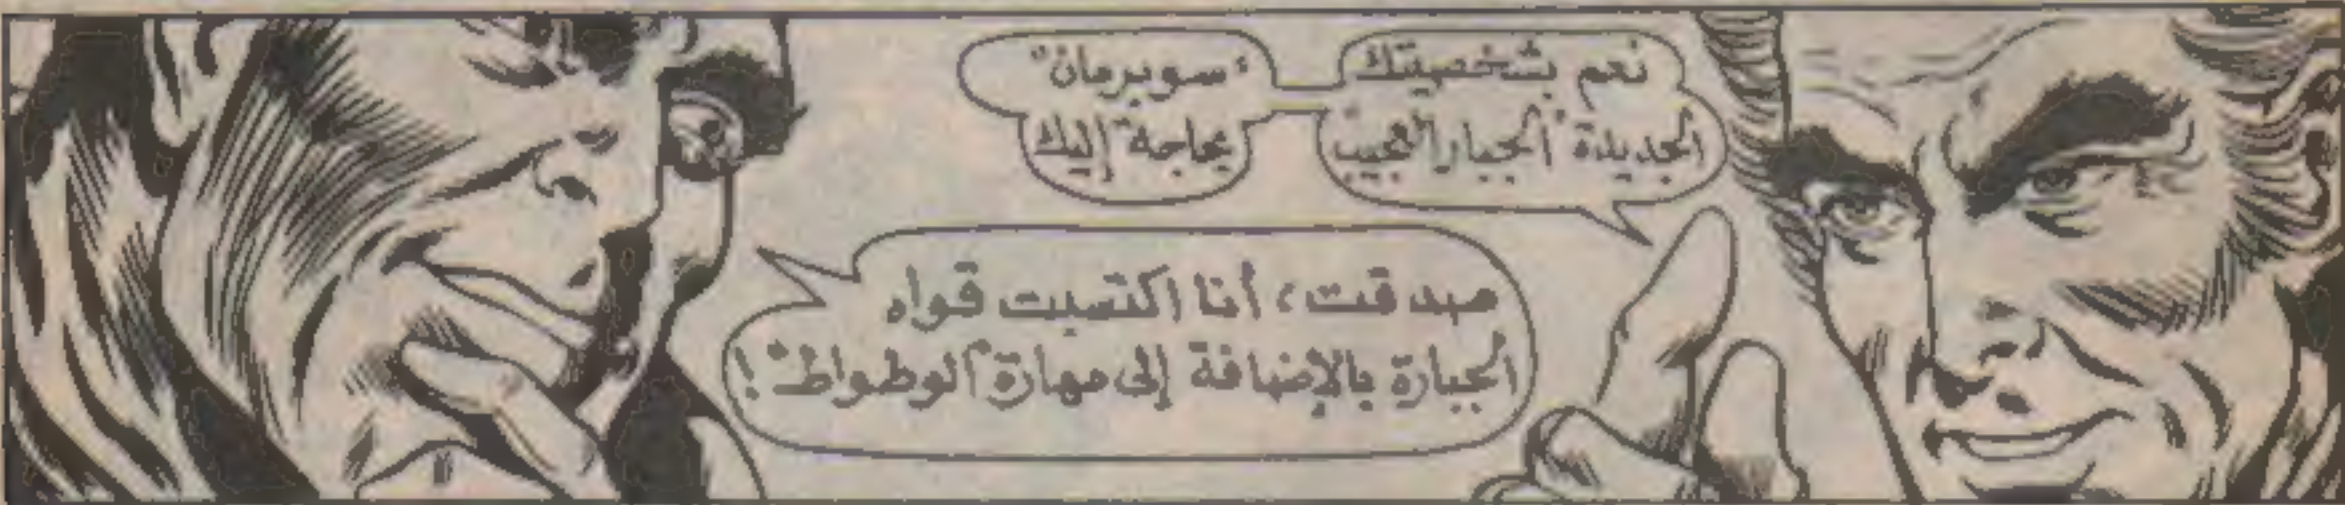 نعم بشخصيتك
الجديدة "الجبار العجيب"
"سوبرمان"
بحاجة إليك
صدقت، أنا اكتسبت قواه
الجبارة بالإضافة إلى مهارة "الوطواط"!